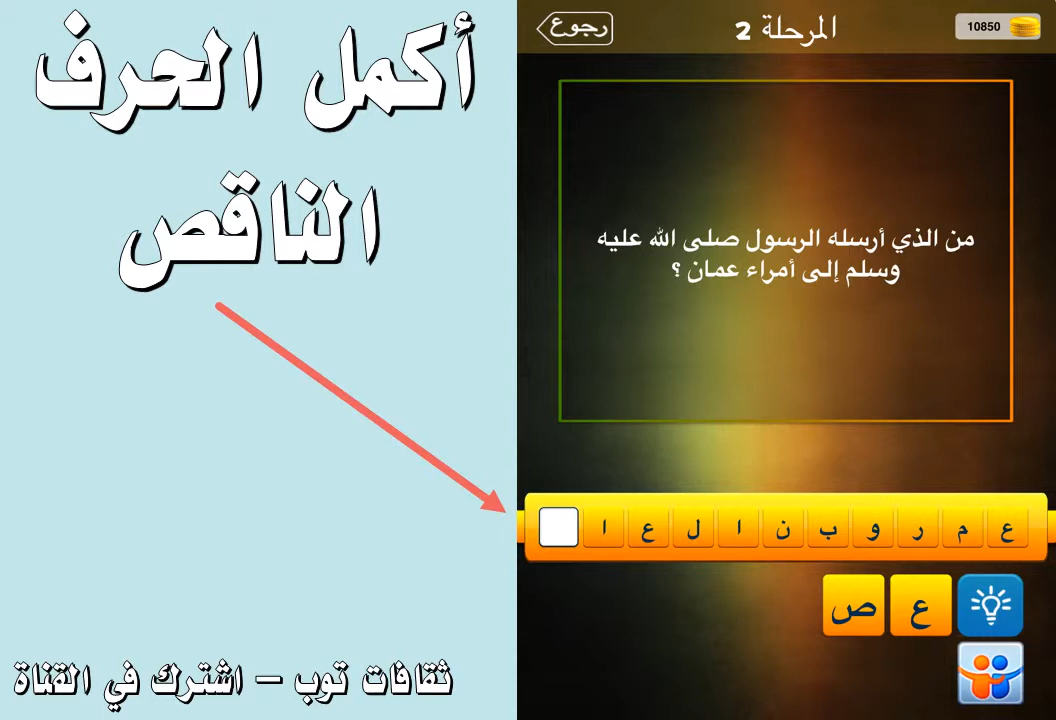 أكمل الحرف
الناقص
ثقافات توب – اشترك في القناة
رجوع
المرحلة 2
10850
من الذي أرسله الرسول صلى الله عليه
وسلم إلى أمراء عمان ؟
ع م ر و ب ن ا ل ع ا
ع ص